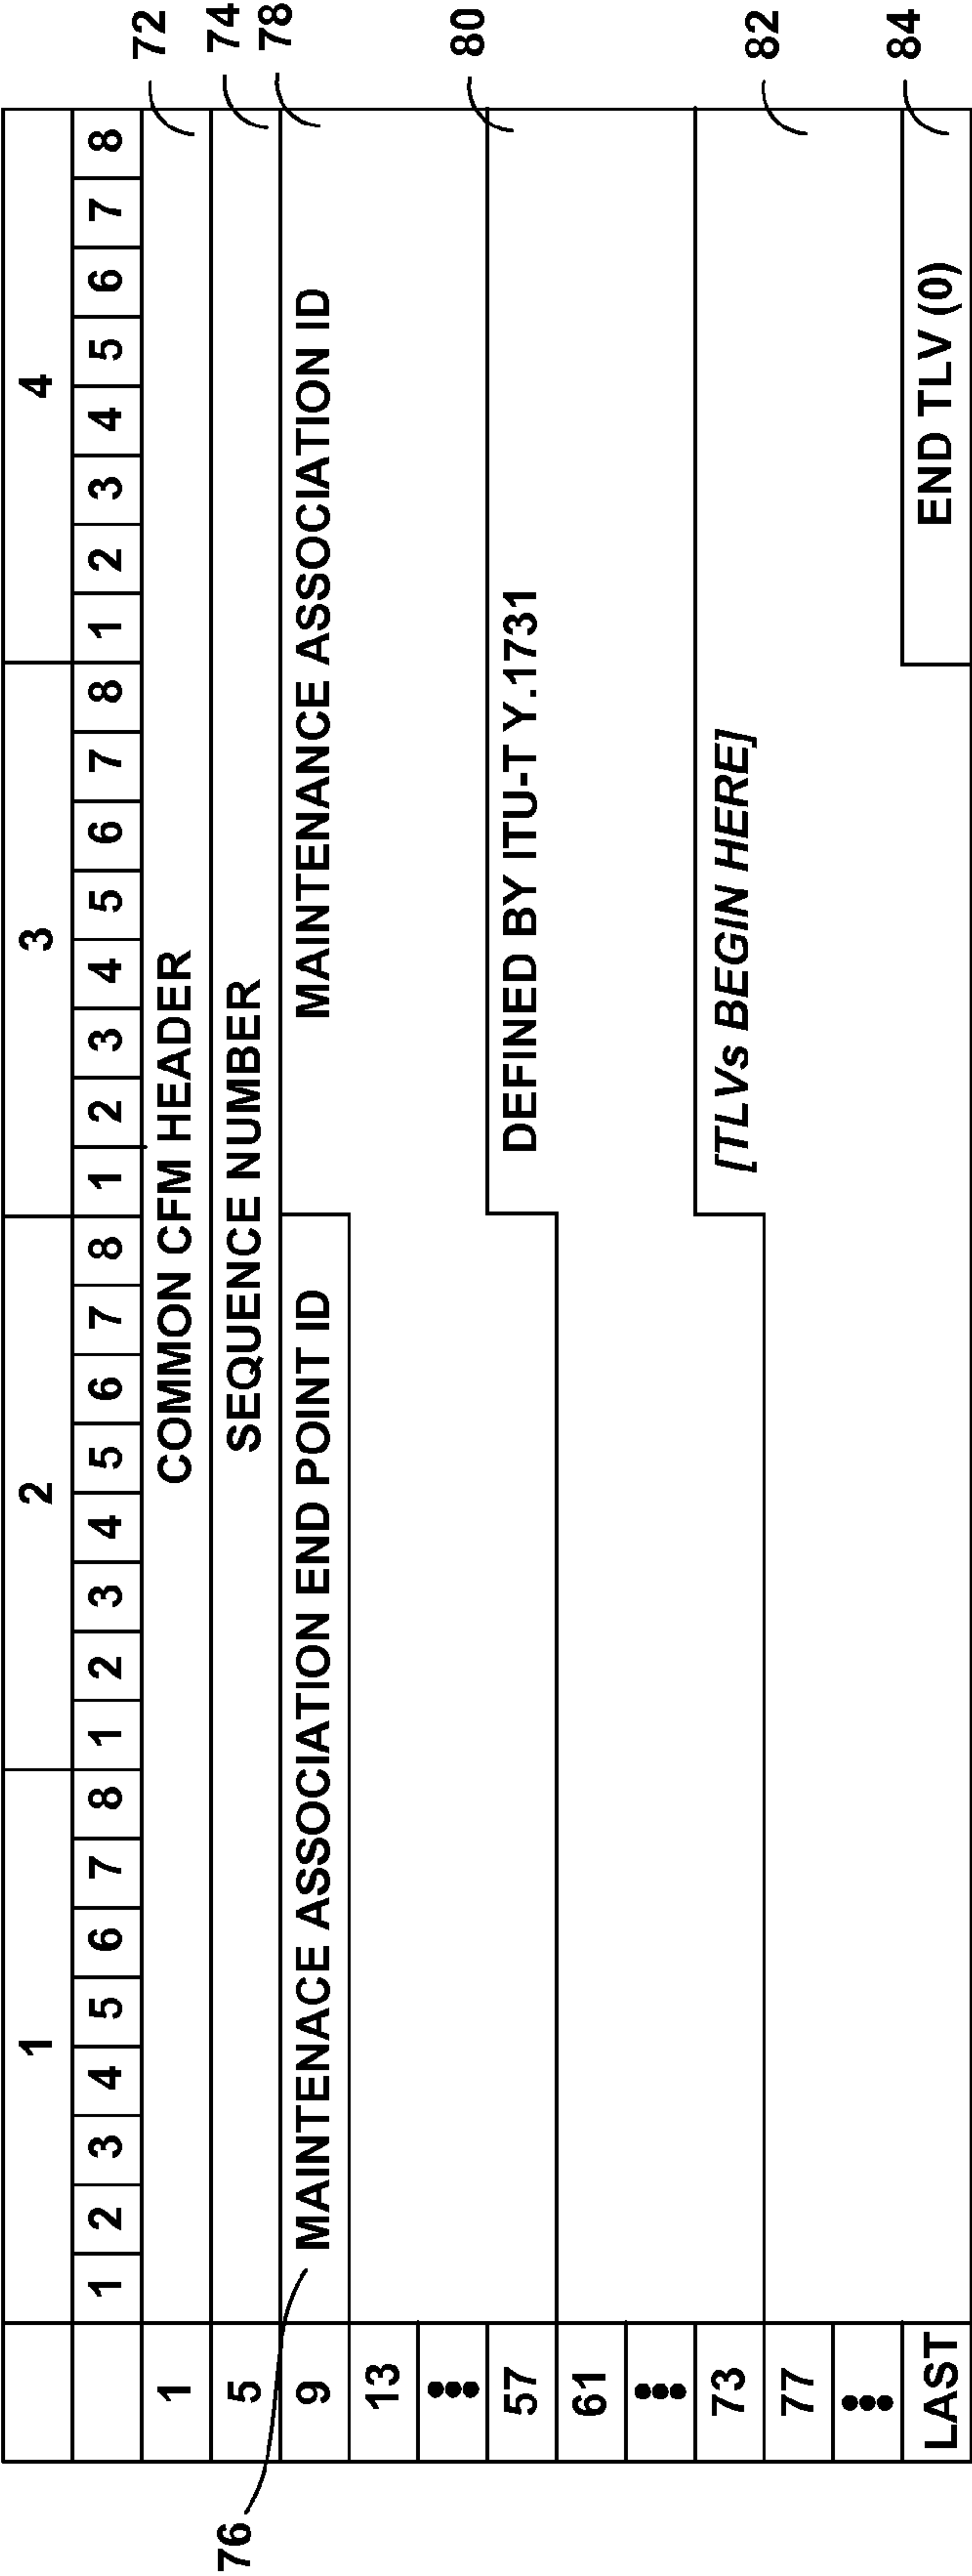 1 2 3 4
1 2 3 4 5 6 7 8 1 2 3 4 5 6 7 8 1 2 3 4 5 6 7 8 1 2 3 4 5 6 7 8
1 COMMON CFM HEADER 72
5 SEQUENCE NUMBER 74
76
9 MAINTENACE ASSOCIATION END POINT ID MAINTENANCE ASSOCIATION ID 78
13
57 DEFINED BY ITU-T Y.1731 80
61
73 [TLVs BEGIN HERE] 82
77
LAST END TLV (0) 84